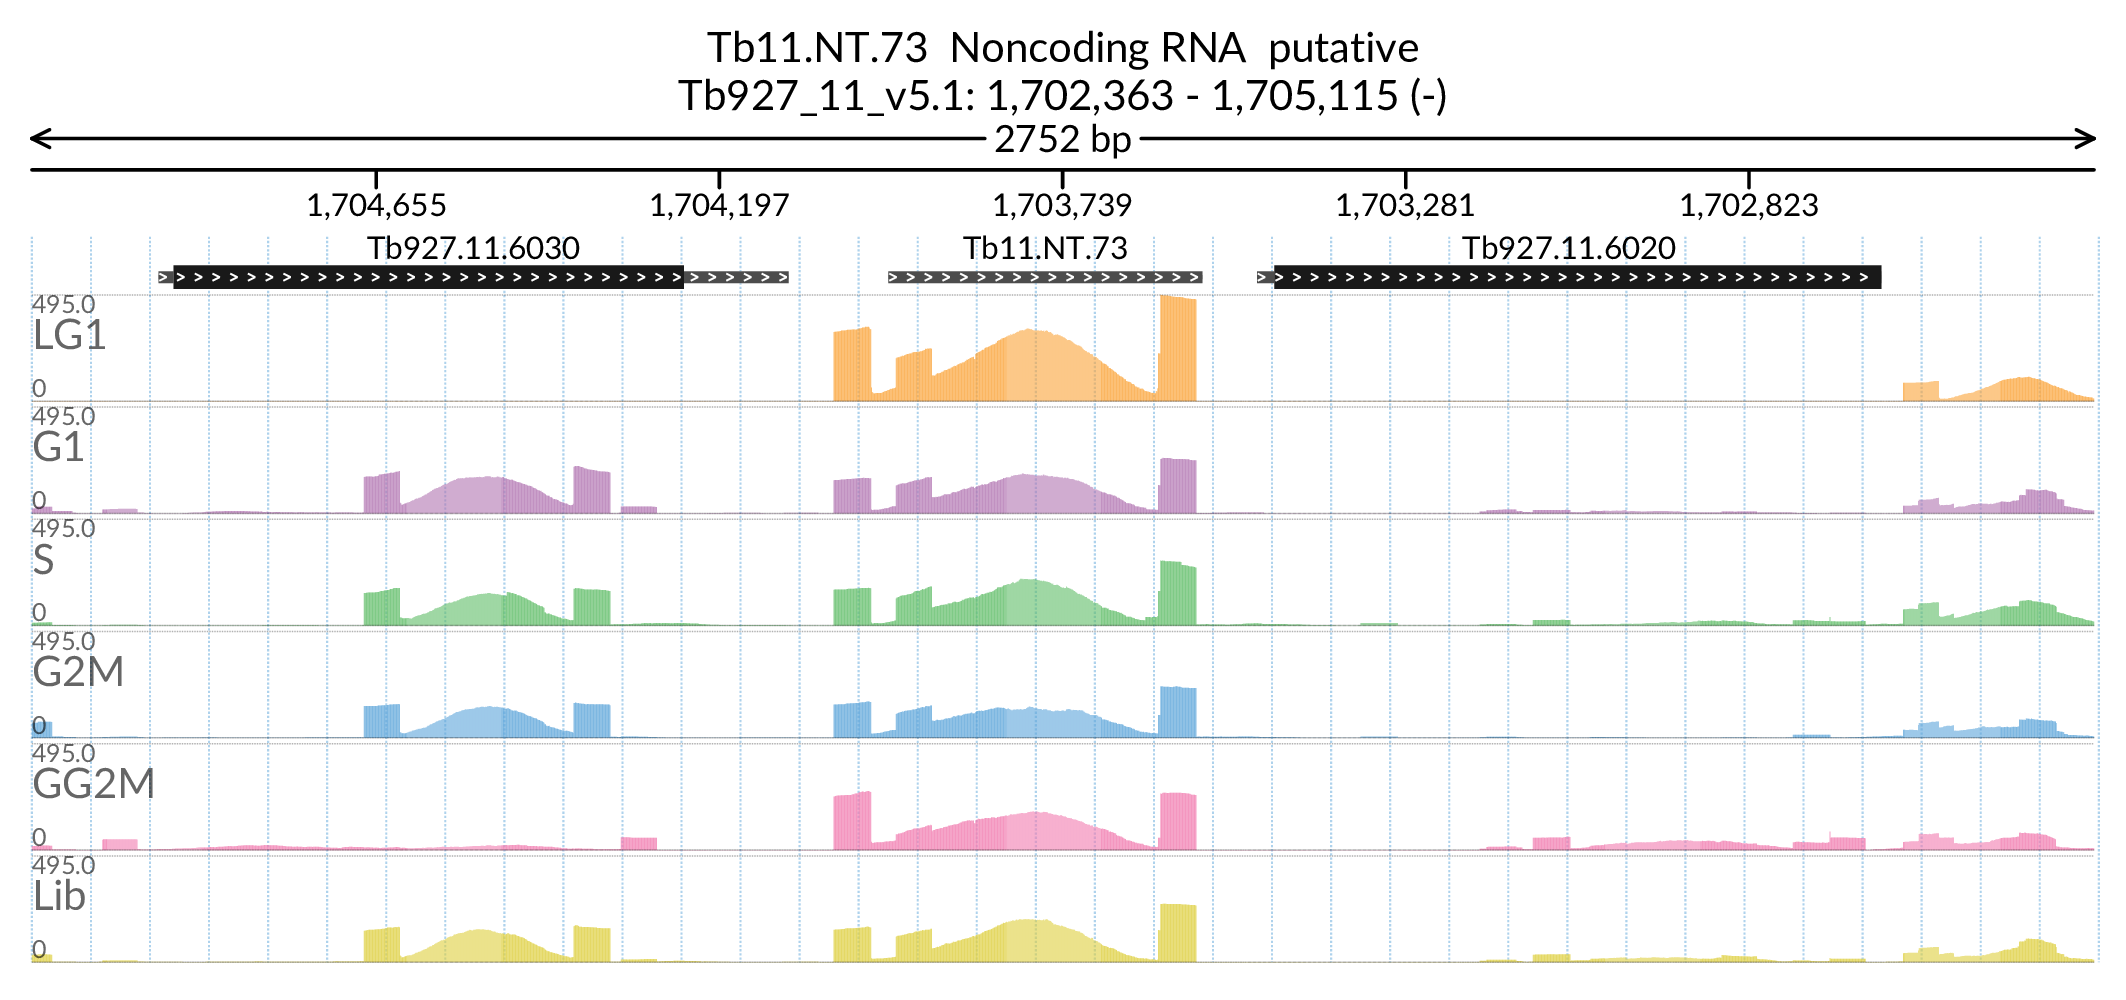 Tb11.NT.73 Noncoding RNA putative
Tb927_11_v5.1: 1,702,363 - 1,705,115 (-)
2752 bp
1,704,655 1,704,197 1,703,739 1,703,281 1,702,823
Tb927.11.6030 Tb11.NT.73 Tb927.11.6020
495.0
LG1
0
495.0
G1
0
495.0
S
0
495.0
G2M
0
495.0
GG2M
0
495.0
Lib
0